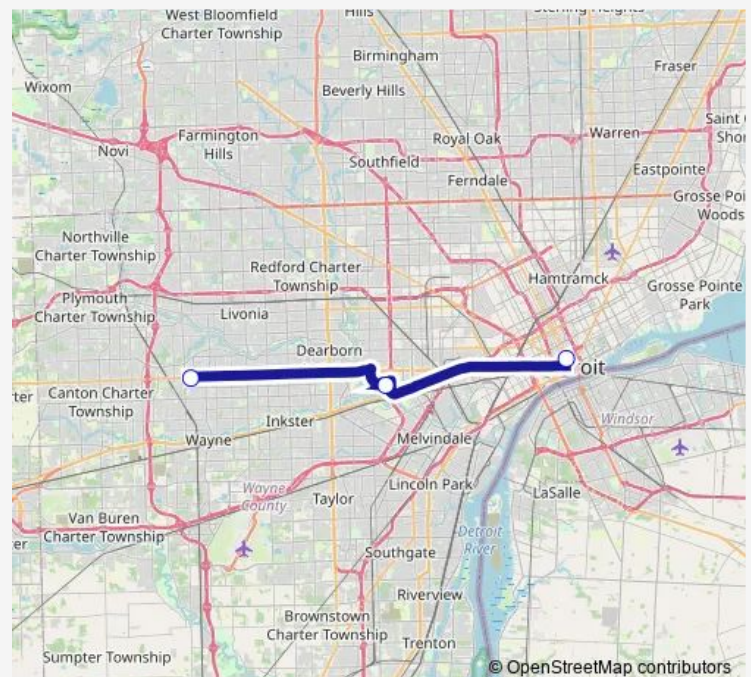 West Bloomfield
Charter Township
Hills
Birmingham
Wixom
Beverly Hills
Fraser
Novi
Farmington
Hills
Royal Oak
Warren
Saint
Southfield
Ferndale
Eastpointe
Grosse Poi
Woods
Northville
Charter Township
Redford Charter
Township
Hamtramck
Grosse Pointe
Park
Plymouth
Charter Township
Livonia
Dearborn
oit
Canton Charter
Township
Inkster
Windsor
Wayne
Melvindale
Lincoln Park
LaSalle
Wayne
County
Taylor
Van Buren
Charter Township
Detroit
River
Southgate
Riverview
Brownstown
Charter Township
Trenton
Sumpter Township
© OpenStreetMap contributors